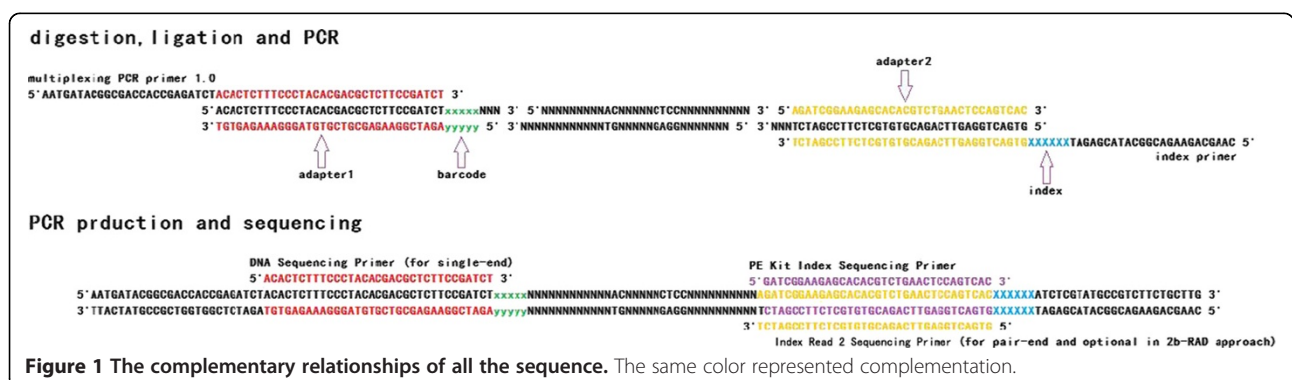 digestion, ligation and PCR
adapter2
multiplexing PCR primer 1.0
5'AATGATACGGCGACCACCGAGATCTACACTCTTTCCCTACACGACGCTCTTCCGATCT 3'
5'ACACTCTTTCCCTACACGACGCTCTTCCGATCTxxxxxNNN 3' 5'NNNNNNNNNNACNNNNNCTCCNNNNNNNNNN 3' 5'AGATCGGAAGAGCACACGTCTGAACTCCAGTCAC 3'
3'TGTGAGAAAGGGATGTGCTGCGAGAAGGCTAGAyyyyy 5' 3'NNNNNNNNNNNNNTGNNNNNGAGGNNNNNNN 5' 3'NNNTCTAGCCTTCTCGTGTGCAGACTTGAGGTCAGTG 5'
3'TCTAGCCTTCTCGTGTGCAGACTTGAGGTCAGTGXXXXXXTAGAGCATACGGCAGAAGACGAAC 5'
index primer
adapter1
barcode
index
PCR prduction and sequencing
DNA Sequencing Primer (for single-end)
PE Kit Index Sequencing Primer
5'ACACTCTTTCCCTACACGACGCTCTTCCGATCT 3'
5'GATCGGAAGAGCACACGTCTGAACTCCAGTCAC 3'
5'AATGATACGGCGACCACCGAGATCTACACTCTTTCCCTACACGACGCTCTTCCGATCTxxxxxNNNNNNNNNNNNNACNNNNNCTCCNNNNNNNNNNAGATCGGAAGAGCACACGTCTGAACTCCAGTCACXXXXXXATCTCGTATGCCGTCTTCTGCTTG 3'
3'TTACTATGCCGCTGGTGGCTCTAGATGTGAGAAAGGGATGTGCTGCGAGAAGGCTAGAyyyyyNNNNNNNNNNNNNTGNNNNNGAGGNNNNNNNNNNTCTAGCCTTCTCGTGTGCAGACTTGAGGTCAGTGXXXXXXTAGAGCATACGGCAGAAGACGAAC 5'
3'TCTAGCCTTCTCGTGTGCAGACTTGAGGTCAGTG 5'
Index Read 2 Sequencing Primer (for pair-end and optional in 2b-RAD approach)
Figure 1 The complementary relationships of all the sequence. The same color represented complementation.